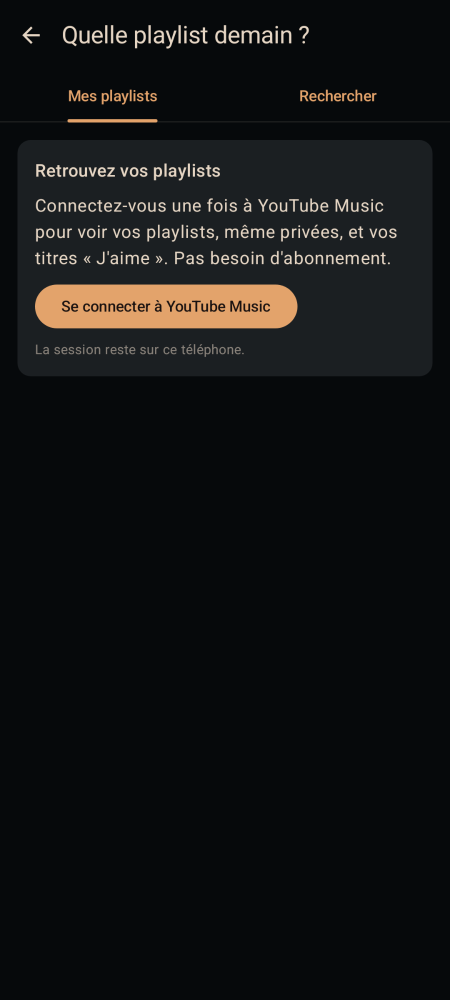 Quelle playlist demain ?
Mes playlists
Rechercher
Retrouvez vos playlists
Connectez-vous une fois à YouTube Music
pour voir vos playlists, même privées, et vos
titres « J'aime ». Pas besoin d'abonnement.
Se connecter à YouTube Music
La session reste sur ce téléphone.